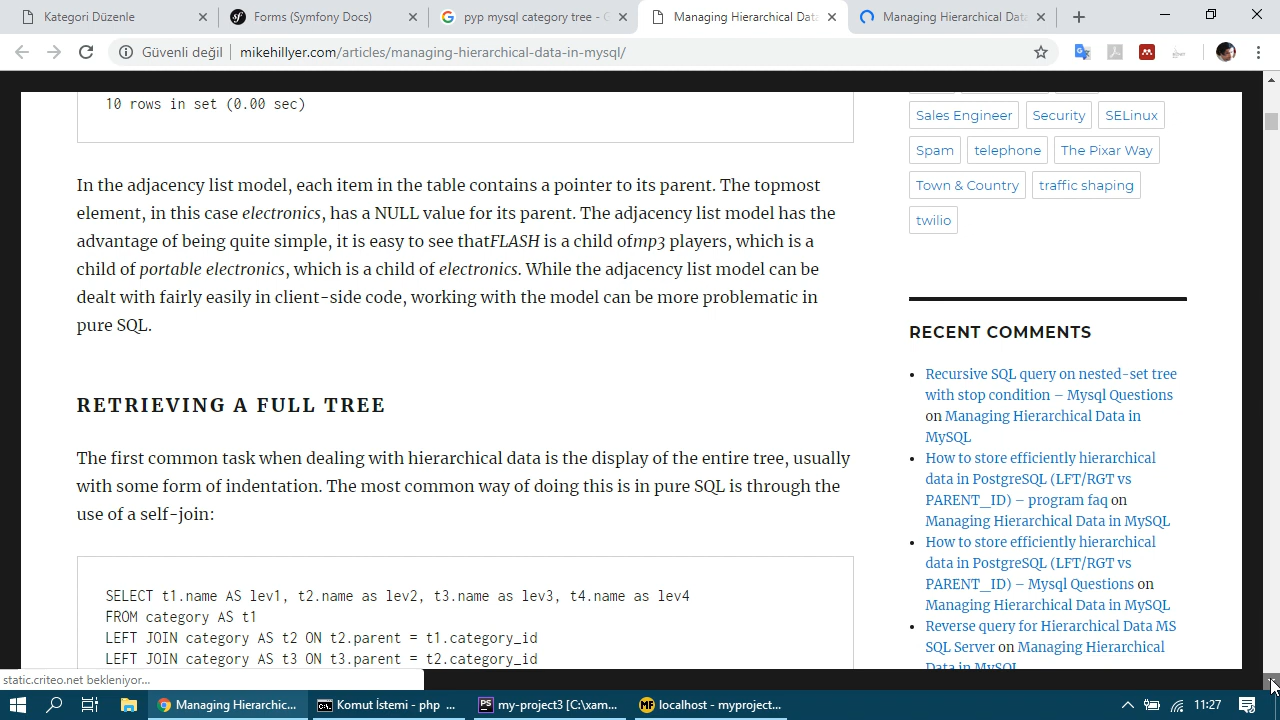 Kategori Düzenle
Forms (Symfony Docs)
pyp mysql category tree - G
Managing Hierarchical Data
Managing Hierarchical Data
Güvenli değil
mikehillyer.com/articles/managing-hierarchical-data-in-mysql/
10 rows in set (0.00 sec)
In the adjacency list model, each item in the table contains a pointer to its parent. The topmost
element, in this case electronics, has a NULL value for its parent. The adjacency list model has the
advantage of being quite simple, it is easy to see thatFLASH is a child ofmp3 players, which is a
child of portable electronics, which is a child of electronics. While the adjacency list model can be
dealt with fairly easily in client-side code, working with the model can be more problematic in
pure SQL.
RETRIEVING A FULL TREE
The first common task when dealing with hierarchical data is the display of the entire tree, usually
with some form of indentation. The most common way of doing this is in pure SQL is through the
use of a self-join:
SELECT t1.name AS lev1, t2.name as lev2, t3.name as lev3, t4.name as lev4
FROM category AS t1
LEFT JOIN category AS t2 ON t2.parent = t1.category_id
LEFT JOIN category AS t3 ON t3.parent = t2.category_id
Sales Engineer
Security
SELinux
Spam
telephone
The Pixar Way
Town & Country
traffic shaping
twilio
RECENT COMMENTS
Recursive SQL query on nested-set tree
with stop condition – Mysql Questions
on Managing Hierarchical Data in
MySQL
How to store efficiently hierarchical
data in PostgreSQL (LFT/RGT vs
PARENT_ID) – program faq on
Managing Hierarchical Data in MySQL
How to store efficiently hierarchical
data in PostgreSQL (LFT/RGT vs
PARENT_ID) – Mysql Questions on
Managing Hierarchical Data in MySQL
Reverse query for Hierarchical Data MS
SQL Server on Managing Hierarchical
Data in MySQL
static.criteo.net bekleniyor...
Managing Hierarchic...
Komut İstemi - php ...
my-project3 [C:\xam...
localhost - myproject...
11:27